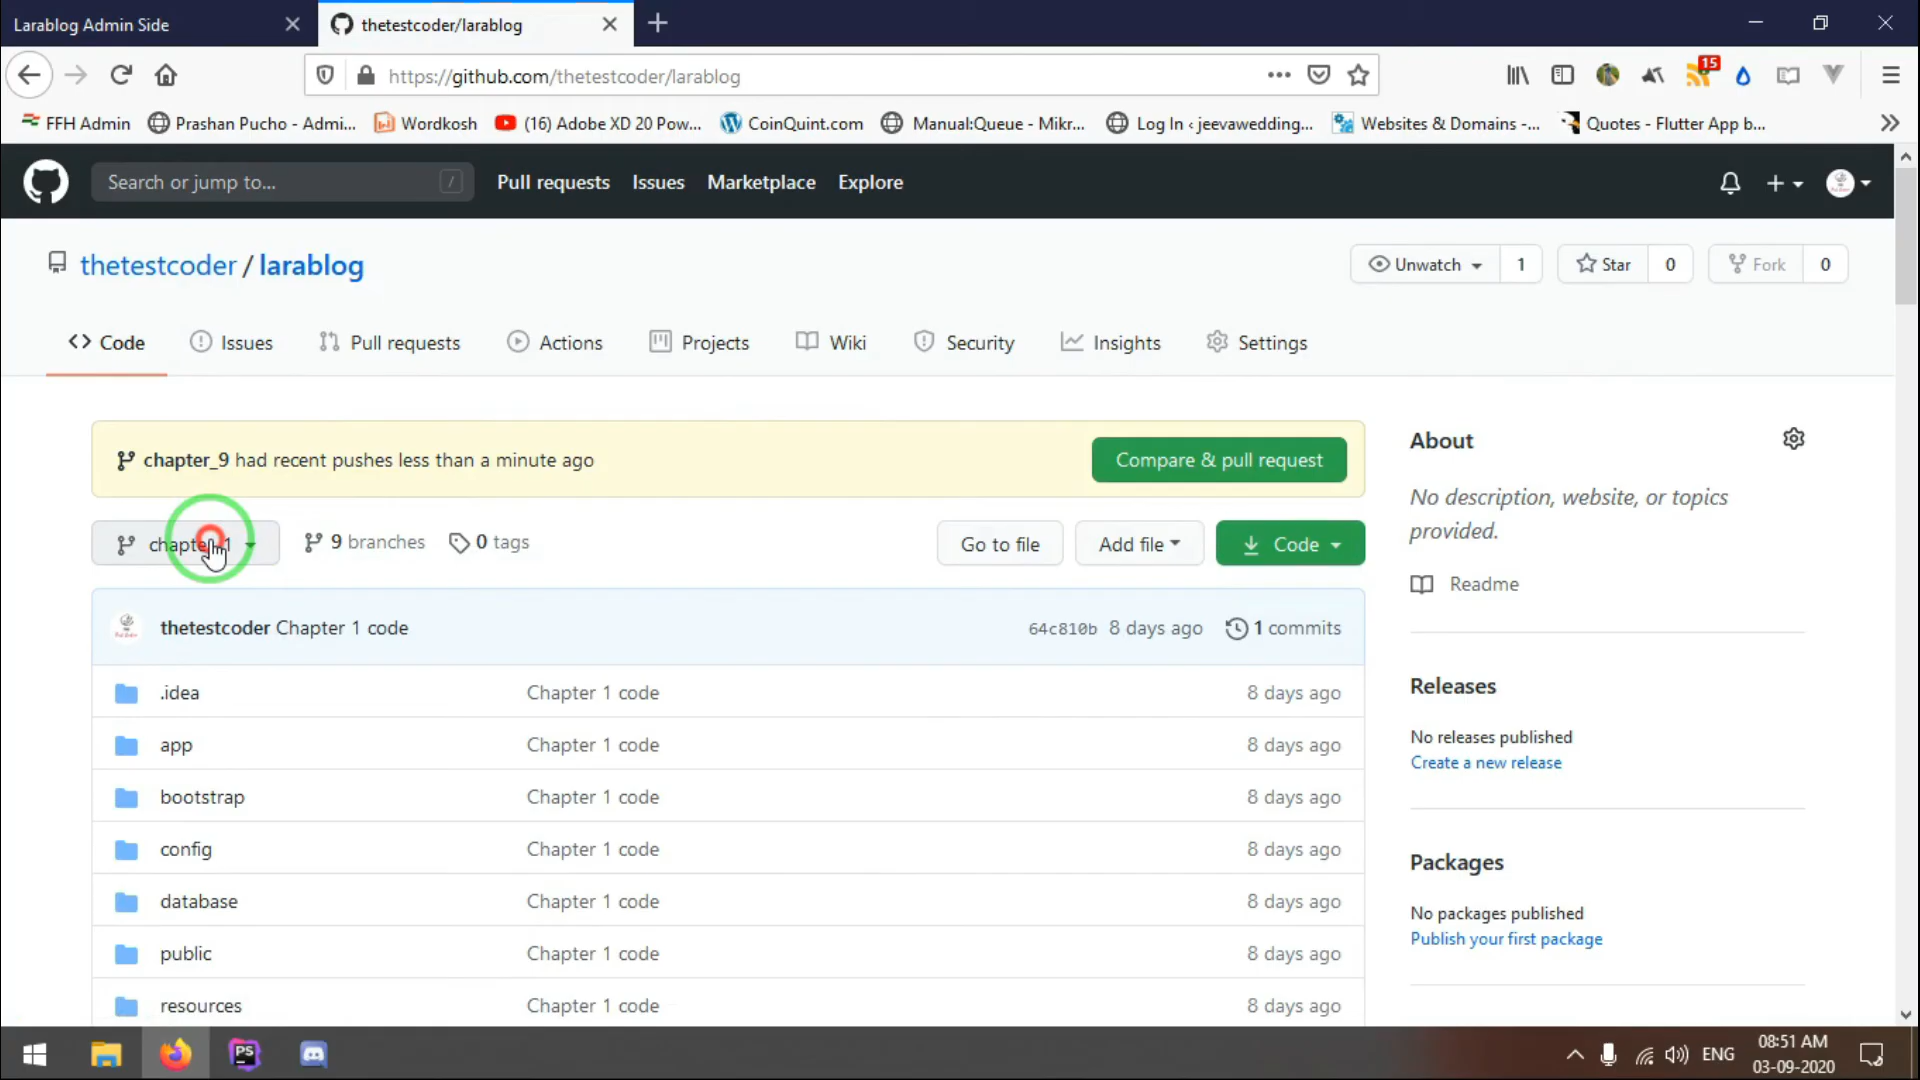 Larablog Admin Side
thetestcoder/larablog
https://github.com/thetestcoder/larablog
15
FFH Admin
Prashan Pucho - Admi...
Wordkosh
(16) Adobe XD 20 Pow...
CoinQuint.com
Manual:Queue - Mikr...
Log In ‹ jeevawedding...
Websites & Domains -...
Quotes - Flutter App b...
Search or jump to...
/
Pull requests
Issues
Marketplace
Explore
thetestcoder / larablog
Unwatch
1
Star
0
Fork
0
Code
Issues
Pull requests
Actions
Projects
Wiki
Security
Insights
Settings
chapter_9 had recent pushes less than a minute ago
Compare & pull request
9 branches
0 tags
Go to file
Add file
Code
thetestcoder Chapter 1 code
64c810b 8 days ago
1 commits
.idea
Chapter 1 code
8 days ago
app
Chapter 1 code
8 days ago
bootstrap
Chapter 1 code
8 days ago
config
Chapter 1 code
8 days ago
database
Chapter 1 code
8 days ago
public
Chapter 1 code
8 days ago
resources
Chapter 1 code
8 days ago
About
No description, website, or topics
provided.
Readme
Releases
No releases published
Create a new release
Packages
No packages published
Publish your first package
PS
ENG
08:51 AM
03-09-2020